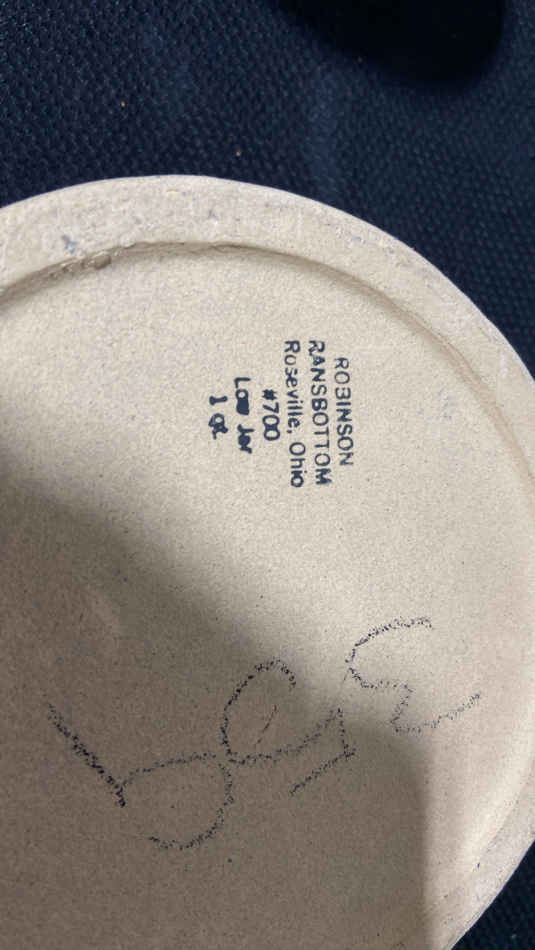 ROBINSON
RANSBOTTOM
Roseville, Ohio
#700
Low Jar
1 qt.